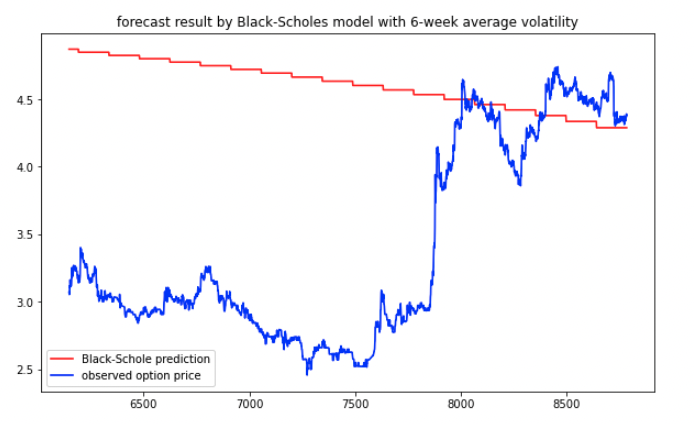 forecast result by Black-Scholes model with 6-week average volatility
4.5
4.0
3.5
3.0
2.5
Black-Schole prediction
observed option price
6500 7000 7500 8000 8500